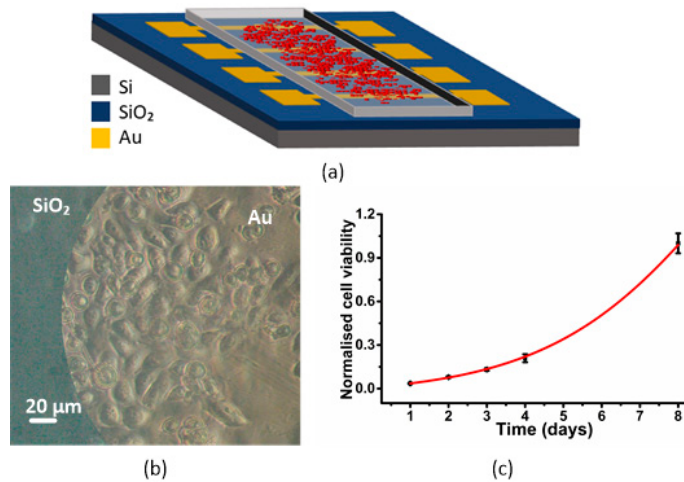 Si
SiO₂
Au
(a)
SiO₂
Au
20 µm
(b)
Normalised cell viability
1.2
0.9
0.6
0.3
0.0
1 2 3 4 5 6 7 8
Time (days)
(c)